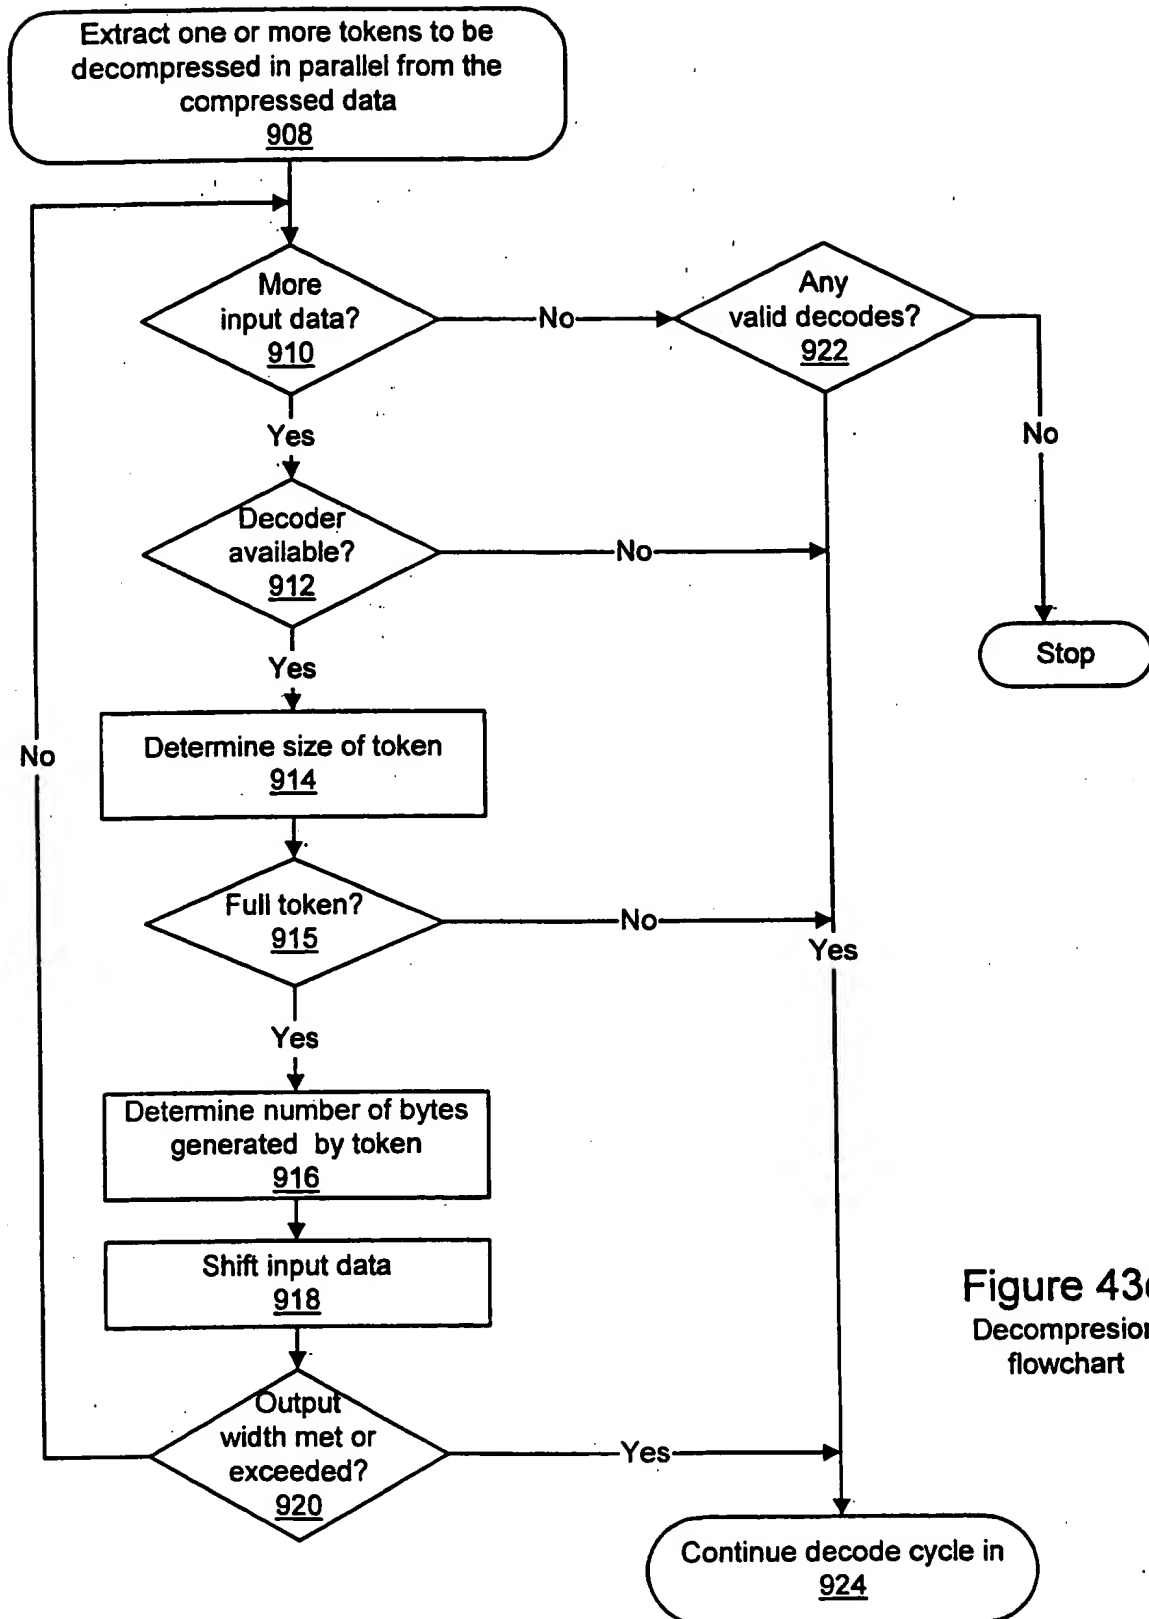 Extract one or more tokens to be
decompressed in parallel from the
compressed data
908
More
input data?
910
No
Any
valid decodes?
922
Yes
No
Decoder
available?
912
No
Stop
Yes
Determine size of token
914
No
Full token?
915
No
Yes
Yes
Determine number of bytes
generated by token
916
Shift input data
918
Figure 43
Decompresion
flowchart
Output
width met or
exceeded?
920
Yes
Continue decode cycle in
924